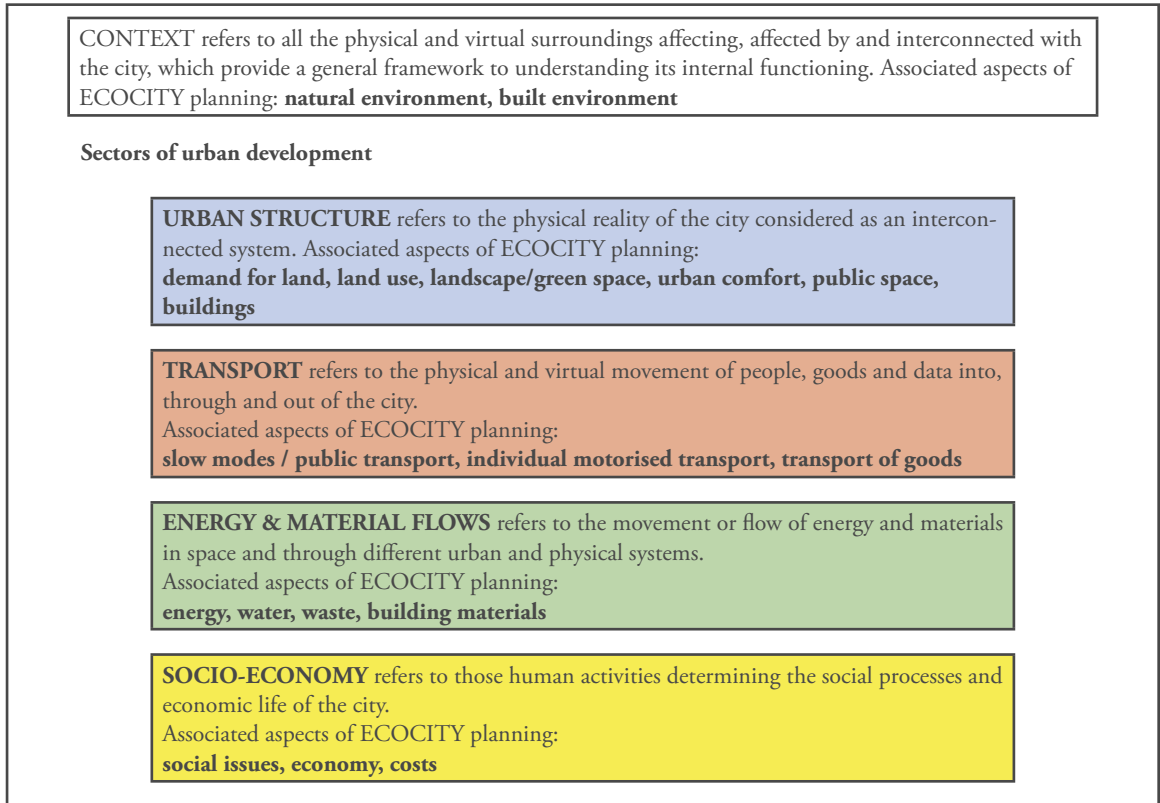 CONTEXT refers to all the physical and virtual surroundings affecting, affected by and interconnected with
the city, which provide a general framework to understanding its internal functioning. Associated aspects of
ECOCITY planning: natural environment, built environment
Sectors of urban development
URBAN STRUCTURE refers to the physical reality of the city considered as an intercon-
nected system. Associated aspects of ECOCITY planning:
demand for land, land use, landscape/green space, urban comfort, public space,
buildings
TRANSPORT refers to the physical and virtual movement of people, goods and data into,
through and out of the city.
Associated aspects of ECOCITY planning:
slow modes / public transport, individual motorised transport, transport of goods
ENERGY & MATERIAL FLOWS refers to the movement or flow of energy and materials
in space and through different urban and physical systems.
Associated aspects of ECOCITY planning:
energy, water, waste, building materials
SOCIO-ECONOMY refers to those human activities determining the social processes and
economic life of the city.
Associated aspects of ECOCITY planning:
social issues, economy, costs